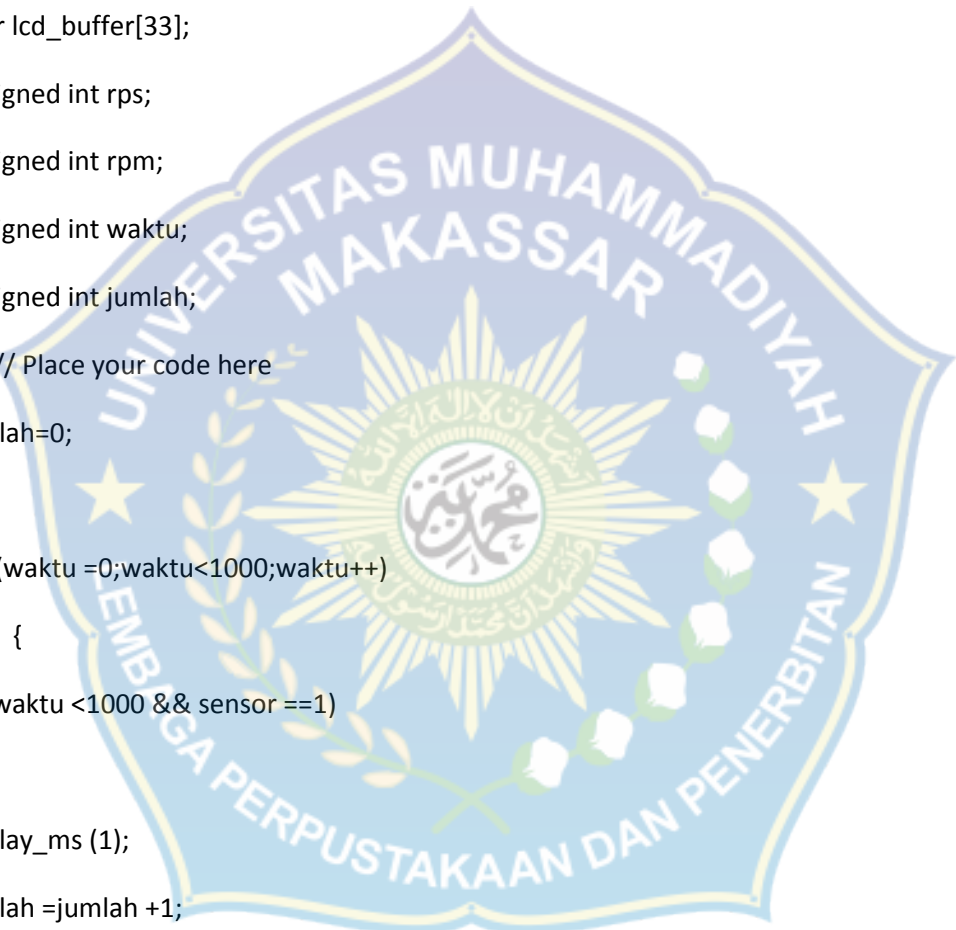 r lcd_buffer[33];
gned int rps;
gned int rpm;
gned int waktu;
gned int jumlah;
// Place your code here
lah=0;
(waktu =0;waktu<1000;waktu++)
{
waktu <1000 && sensor ==1)
lay_ms (1);
lah =jumlah +1;
UNIVERSITAS MUHAMMADIYAH
MAKASSAR
LEMBAGA PERPUSTAKAAN DAN PENERBITAN